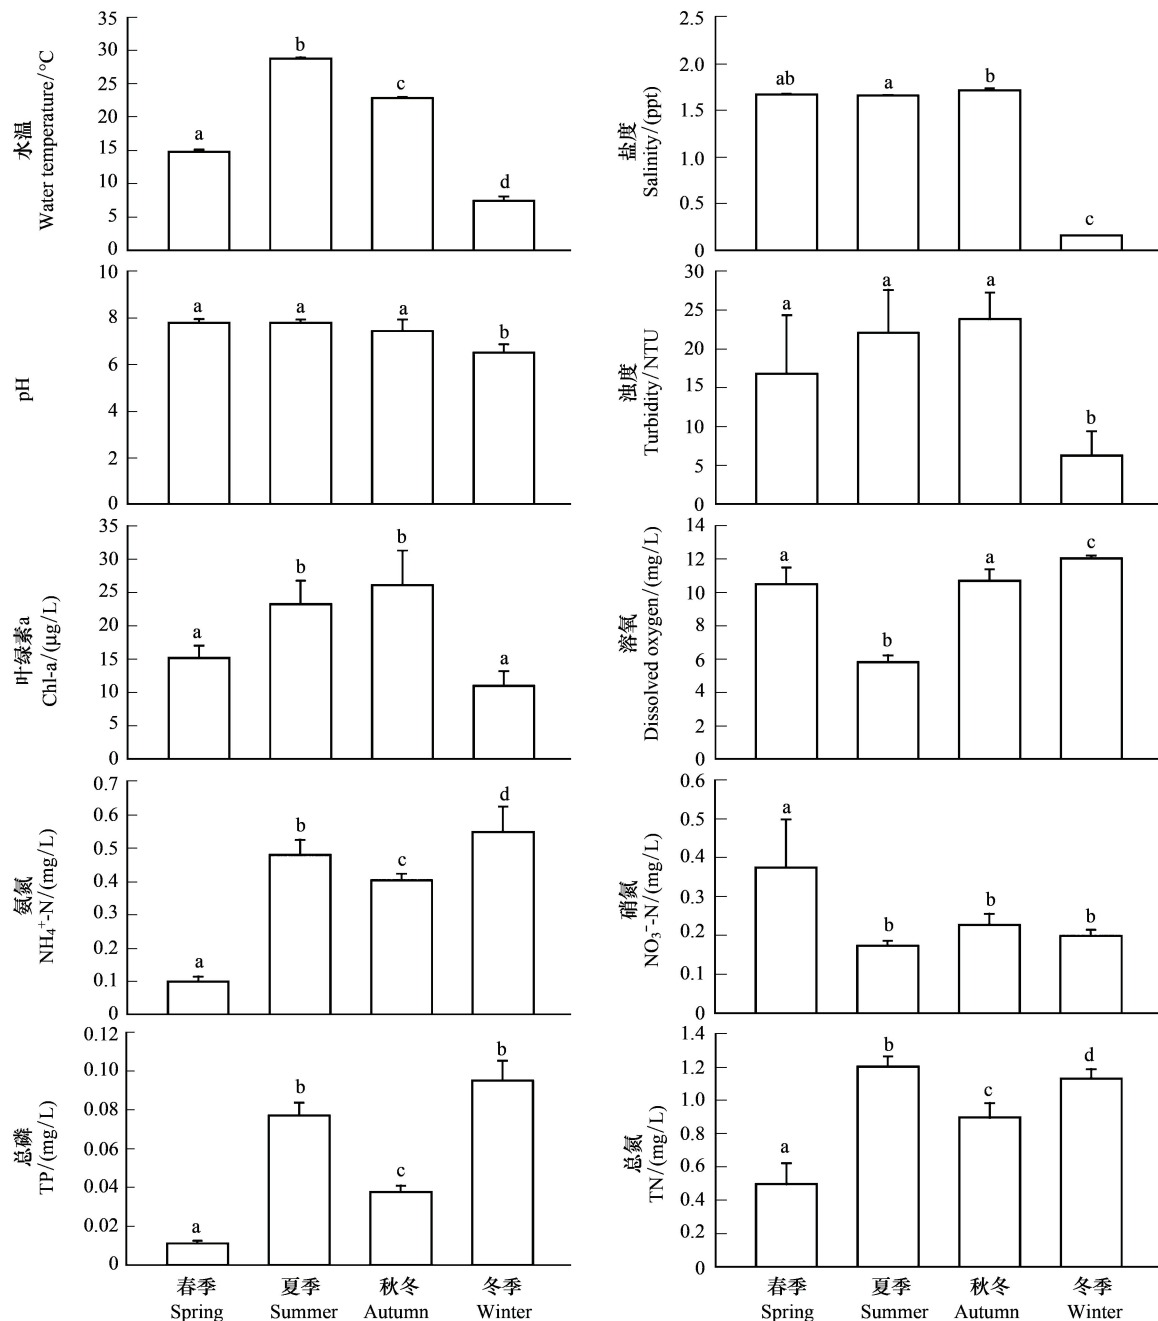 水温
Water temperature/°C
35
30
25
20
15
10
5
0
a
b
c
d
盐度
Salinity/(ppt)
2.5
2.0
1.5
1.0
0.5
0
ab
a
b
c
pH
10
8
6
4
2
0
a
a
a
b
浊度
Turbidity/NTU
30
25
20
15
10
5
0
a
a
a
b
叶绿素a
Chl-a/(μg/L)
35
30
25
20
15
10
5
0
a
b
b
a
溶氧
Dissolved oxygen/(mg/L)
14
12
10
8
6
4
2
0
a
b
a
c
氨氮
NH₄⁺-N/(mg/L)
0.7
0.6
0.5
0.4
0.3
0.2
0.1
0
a
b
c
d
硝氮
NO₃⁻-N/(mg/L)
0.6
0.5
0.4
0.3
0.2
0.1
0
a
b
b
b
总磷
TP/(mg/L)
0.12
0.10
0.08
0.06
0.04
0.02
0
a
b
c
b
总氮
TN/(mg/L)
1.4
1.2
1.0
0.8
0.6
0.4
0.2
0
a
b
c
d
春季 夏季 秋冬 冬季
Spring Summer Autumn Winter
春季 夏季 秋冬 冬季
Spring Summer Autumn Winter